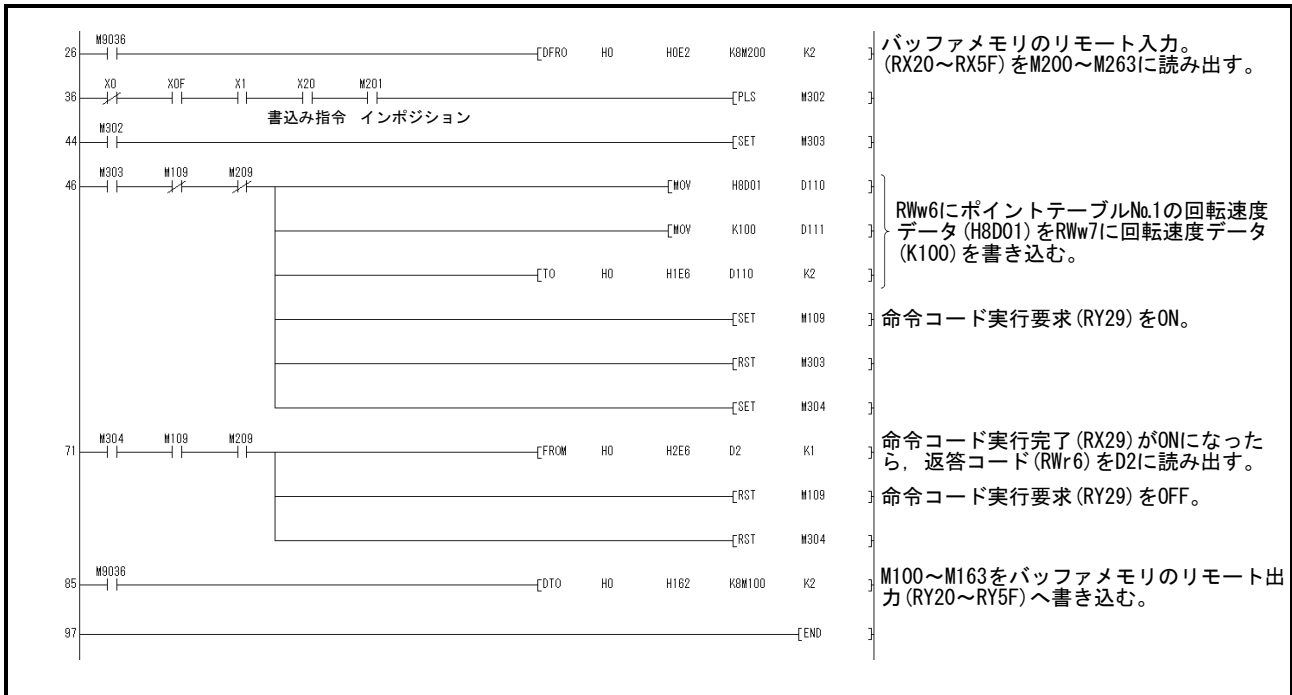 M9036
26 [DFRO H0 H0E2 K8M200 K2 ]
バッファメモリのリモート入力。
(RX20～RX5F)をM200～M263に読み出す。
X0 X0F X1 X20 M201
36 [PLS M302 ]
書込み指令 インポジション
M302
44 [SET M303 ]
M303 M109 M209
46 [MOV H8D01 D110 ]
[MOV K100 D111 ]
[TO H0 H1E6 D110 K2 ]
RWw6にポイントテーブル№1の回転速度
データ(H8D01)をRWw7に回転速度データ
(K100)を書き込む。
[SET M109 ]
命令コード実行要求(RY29)をON。
[RST M303 ]
[SET M304 ]
M304 M109 M209
71 [FROM H0 H2E6 D2 K1 ]
命令コード実行完了(RX29)がONになった
ら，返答コード(RWr6)をD2に読み出す。
[RST M109 ]
命令コード実行要求(RY29)をOFF。
[RST M304 ]
M9036
85 [DTO H0 H162 K8M100 K2 ]
M100～M163をバッファメモリのリモート出
力(RY20～RY5F)へ書き込む。
97 [END ]